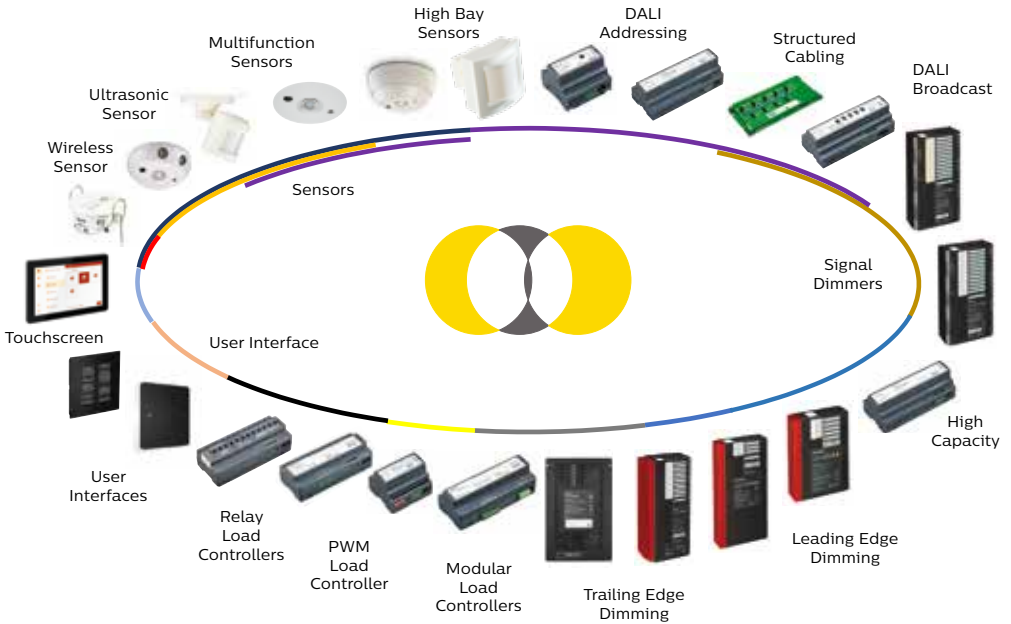 High Bay
Sensors
DALI
Addressing
Multifunction
Sensors
Structured
Cabling
DALI
Broadcast
Ultrasonic
Sensor
Wireless
Sensor
Sensors
Signal
Dimmers
Touchscreen
User Interface
High
Capacity
User
Interfaces
Relay
Load
Controllers
PWM
Load
Controller
Modular
Load
Controllers
Trailing Edge
Dimming
Leading Edge
Dimming